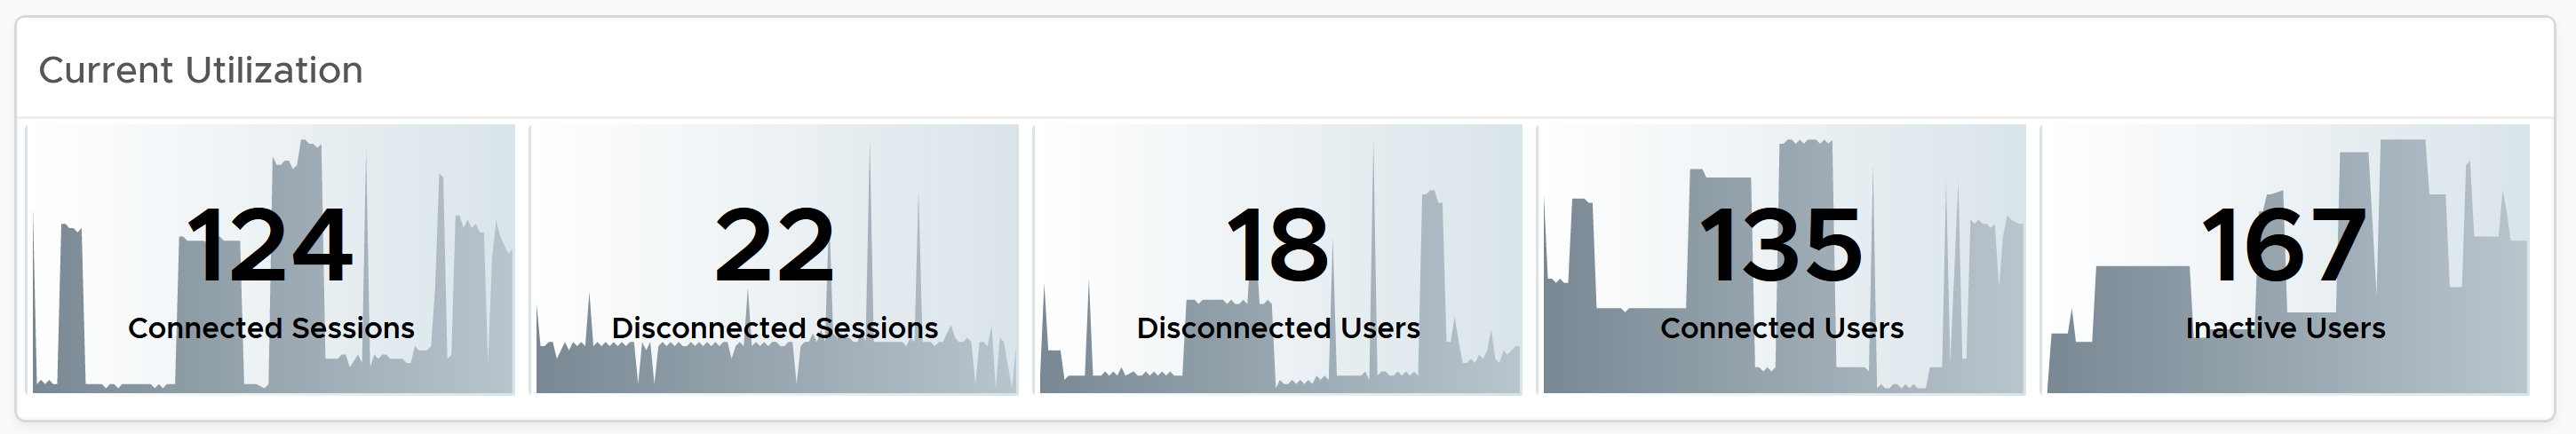 Current Utilization
124
Connected Sessions
22
Disconnected Sessions
18
Disconnected Users
135
Connected Users
167
Inactive Users